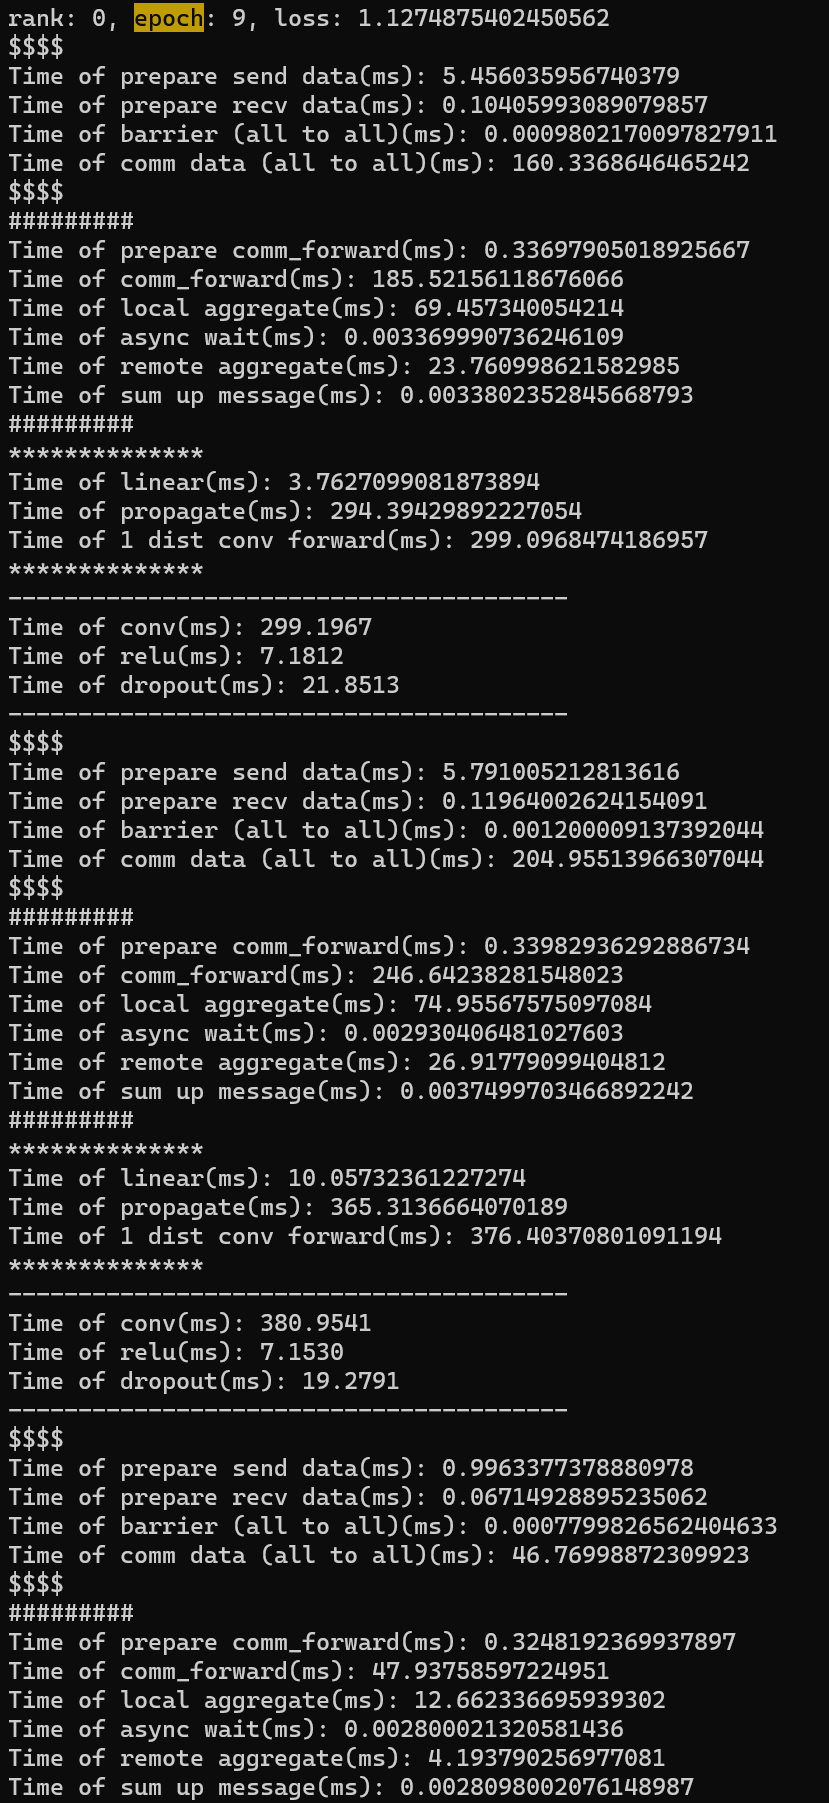 rank: 0, epoch: 9, loss: 1.1274875402450562
$$$$
Time of prepare send data(ms): 5.456035956740379
Time of prepare recv data(ms): 0.10405993089079857
Time of barrier (all to all)(ms): 0.0009802170097827911
Time of comm data (all to all)(ms): 160.3368646465242
$$$$
#########
Time of prepare comm_forward(ms): 0.33697905018925667
Time of comm_forward(ms): 185.52156118676066
Time of local aggregate(ms): 69.457340054214
Time of async wait(ms): 0.003369990736246109
Time of remote aggregate(ms): 23.760998621582985
Time of sum up message(ms): 0.0033802352845668793
#########
**************
Time of linear(ms): 3.76270990818738​94
Time of propagate(ms): 294.39429892227054
Time of 1 dist conv forward(ms): 299.0968474186957
**************
----------------------------------------
Time of conv(ms): 299.1967
Time of relu(ms): 7.1812
Time of dropout(ms): 21.8513
----------------------------------------
$$$$
Time of prepare send data(ms): 5.791005212813616
Time of prepare recv data(ms): 0.11964002624154091
Time of barrier (all to all)(ms): 0.0012000091137392044
Time of comm data (all to all)(ms): 204.95513966307044
$$$$
#########
Time of prepare comm_forward(ms): 0.33982936292886734
Time of comm_forward(ms): 246.64238281548023
Time of local aggregate(ms): 74.95567575097084
Time of async wait(ms): 0.002930406481027603
Time of remote aggregate(ms): 26.91779099404812
Time of sum up message(ms): 0.0037499703466892242
#########
**************
Time of linear(ms): 10.05732361227274
Time of propagate(ms): 365.3136664070189
Time of 1 dist conv forward(ms): 376.40370801091194
**************
----------------------------------------
Time of conv(ms): 380.9541
Time of relu(ms): 7.1530
Time of dropout(ms): 19.2791
----------------------------------------
$$$$
Time of prepare send data(ms): 0.9963377378880978
Time of prepare recv data(ms): 0.06714928895235062
Time of barrier (all to all)(ms): 0.0007799826562404633
Time of comm data (all to all)(ms): 46.76998872309923
$$$$
#########
Time of prepare comm_forward(ms): 0.3248192369937897
Time of comm_forward(ms): 47.93758597224951
Time of local aggregate(ms): 12.662336695939302
Time of async wait(ms): 0.002800021320581436
Time of remote aggregate(ms): 4.193790256977081
Time of sum up message(ms): 0.0028098002076148987